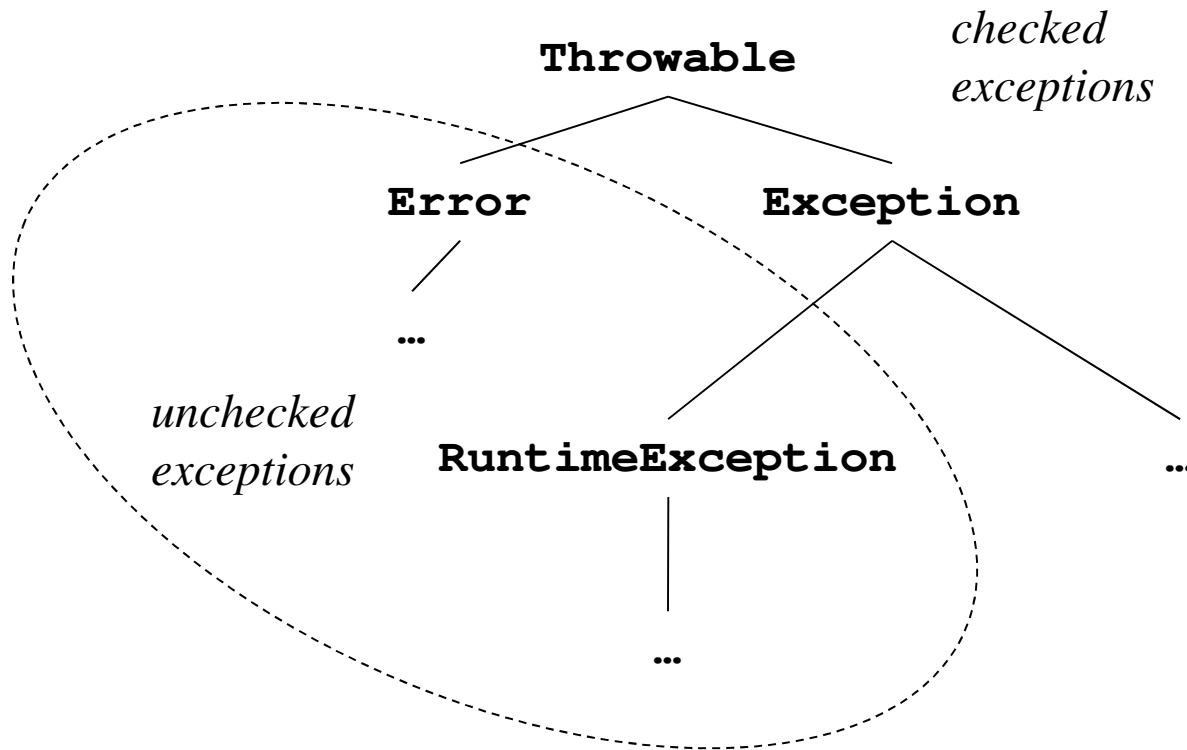 checked
exceptions
Throwable
Error
Exception
…
unchecked
exceptions
RuntimeException
…
…